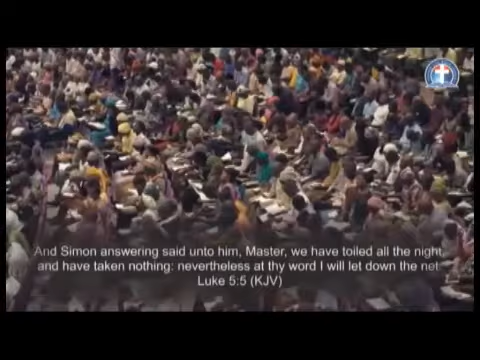 And Simon answering said unto him, Master, we have toiled all the night,
and have taken nothing: nevertheless at thy word I will let down the net
Luke 5:5 (KJV)